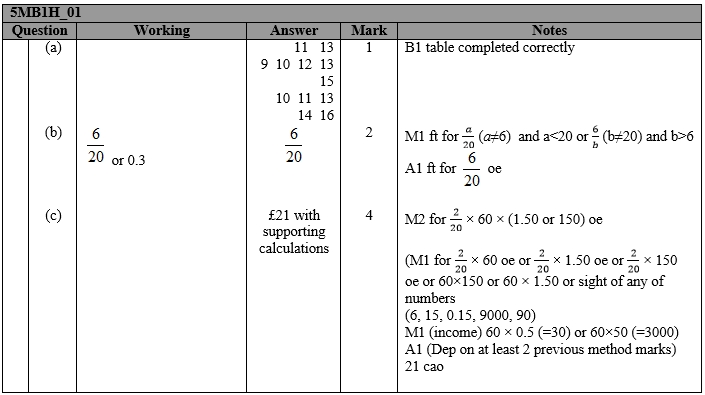 5MB1H_01
Question Working Answer Mark Notes
(a) 11 13 1 B1 table completed correctly
9 10 12 13
15
10 11 13
14 16
(b) 6/20 or 0.3 6/20 2 M1 ft for a/20 (a≠6) and a<20 or 6/b (b≠20) and b>6
A1 ft for 6/20 oe
(c) £21 with 4 M2 for 2/20 × 60 × (1.50 or 150) oe
supporting
calculations
(M1 for 2/20 × 60 oe or 2/20 × 1.50 oe or 2/20 × 150
oe or 60×150 or 60 × 1.50 or sight of any of
numbers
(6, 15, 0.15, 9000, 90)
M1 (income) 60 × 0.5 (=30) or 60×50 (=3000)
A1 (Dep on at least 2 previous method marks)
21 cao